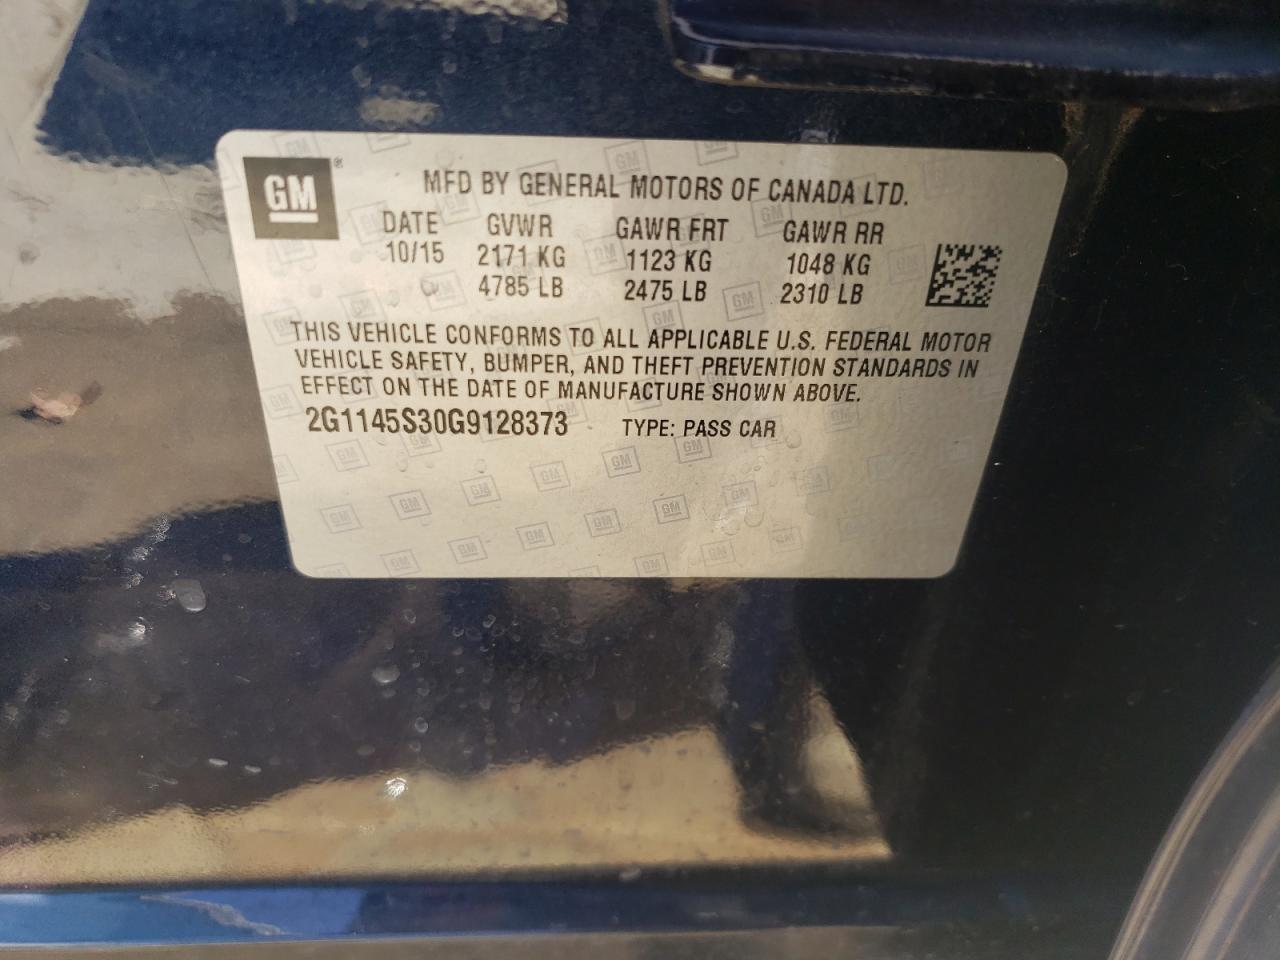 GM®
MFD BY GENERAL MOTORS OF CANADA LTD.
DATE GVWR GAWR FRT GAWR RR
10/15 2171 KG 1123 KG 1048 KG
4785 LB 2475 LB 2310 LB
THIS VEHICLE CONFORMS TO ALL APPLICABLE U.S. FEDERAL MOTOR
VEHICLE SAFETY, BUMPER, AND THEFT PREVENTION STANDARDS IN
EFFECT ON THE DATE OF MANUFACTURE SHOWN ABOVE.
2G1145S30G9128373 TYPE: PASS CAR